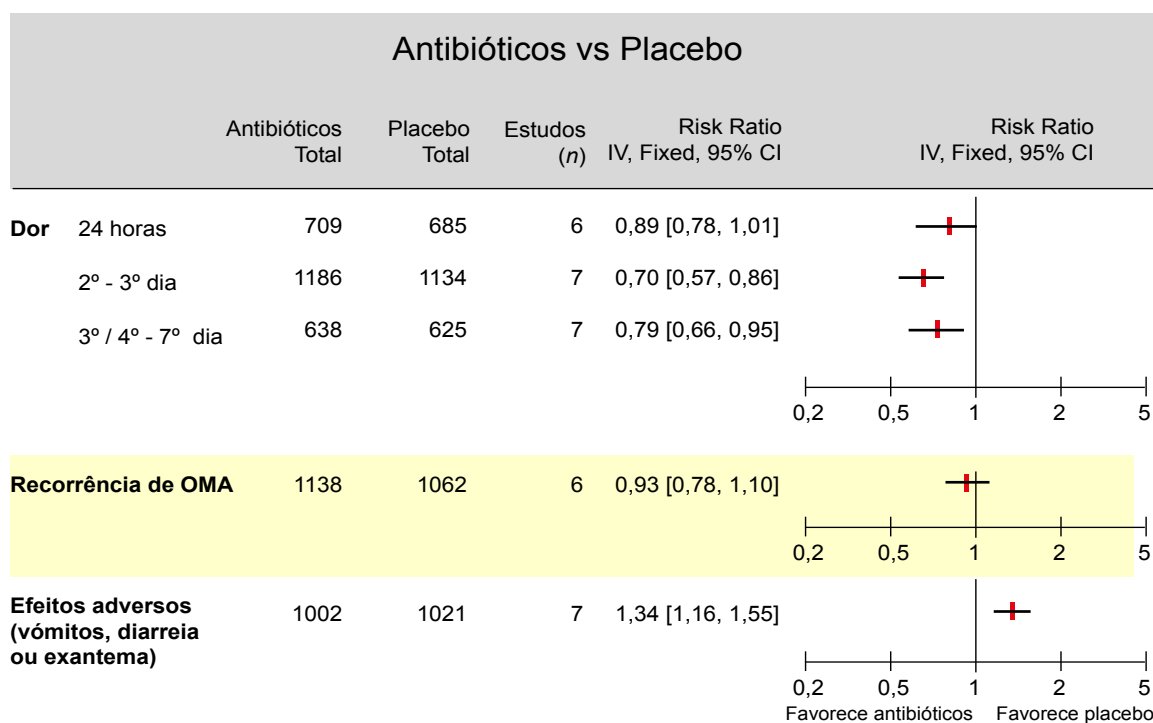 Antibióticos vs Placebo
Antibióticos Total
Placebo Total
Estudos (n)
Risk Ratio IV, Fixed, 95% CI
Risk Ratio IV, Fixed, 95% CI
Dor 24 horas 709 685 6 0,89 [0,78, 1,01]
2º - 3º dia 1186 1134 7 0,70 [0,57, 0,86]
3º / 4º - 7º dia 638 625 7 0,79 [0,66, 0,95]
0,2 0,5 1 2 5
Recorrência de OMA 1138 1062 6 0,93 [0,78, 1,10]
0,2 0,5 1 2 5
Efeitos adversos 1002 1021 7 1,34 [1,16, 1,55]
(vómitos, diarreia
ou exantema)
0,2 0,5 1 2 5
Favorece antibióticos Favorece placebo